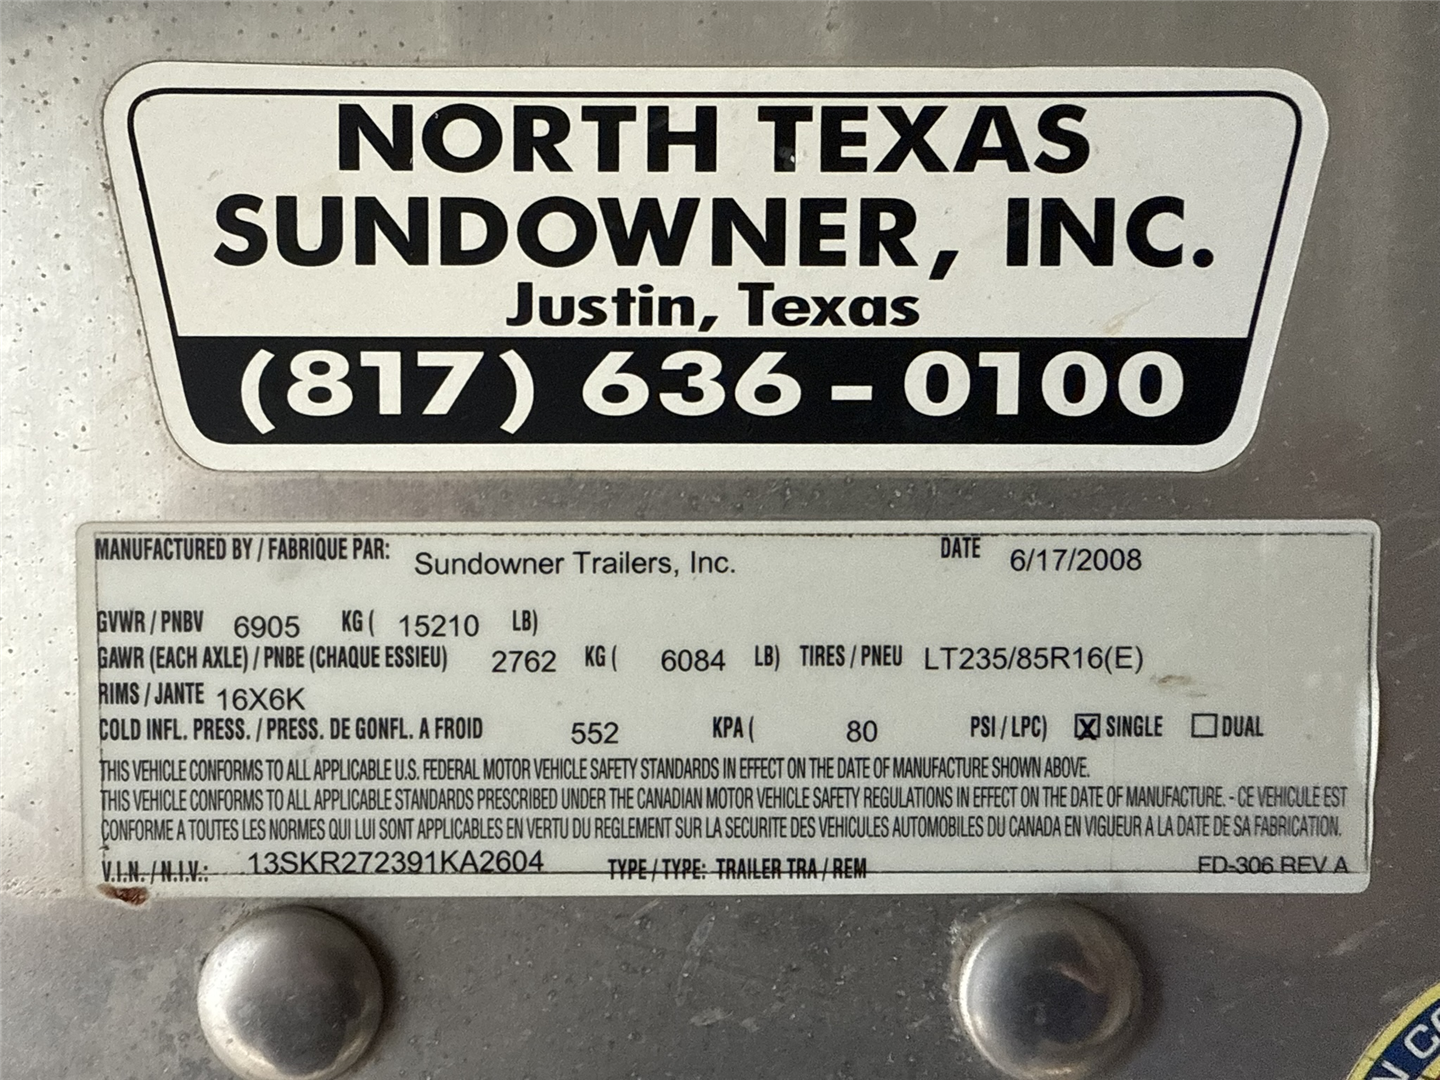 NORTH TEXAS
SUNDOWNER, INC.
Justin, Texas
(817) 636-0100
MANUFACTURED BY / FABRIQUE PAR: Sundowner Trailers, Inc. DATE 6/17/2008
GVWR / PNBV 6905 KG ( 15210 LB)
GAWR (EACH AXLE) / PNBE (CHAQUE ESSIEU) 2762 KG ( 6084 LB) TIRES / PNEU LT235/85R16(E)
RIMS / JANTE 16X6K
COLD INFL. PRESS. / PRESS. DE GONFL. A FROID 552 KPA ( 80 PSI / LPC) ☒ SINGLE ☐ DUAL
THIS VEHICLE CONFORMS TO ALL APPLICABLE U.S. FEDERAL MOTOR VEHICLE SAFETY STANDARDS IN EFFECT ON THE DATE OF MANUFACTURE SHOWN ABOVE.
THIS VEHICLE CONFORMS TO ALL APPLICABLE STANDARDS PRESCRIBED UNDER THE CANADIAN MOTOR VEHICLE SAFETY REGULATIONS IN EFFECT ON THE DATE OF MANUFACTURE. - CE VEHICULE EST
CONFORME A TOUTES LES NORMES QUI LUI SONT APPLICABLES EN VERTU DU REGLEMENT SUR LA SECURITE DES VEHICULES AUTOMOBILES DU CANADA EN VIGUEUR A LA DATE DE SA FABRICATION.
V.I.N. / N.I.V.: 13SKR272391KA2604 TYPE / TYPE: TRAILER TRA / REM FD-306 REV A